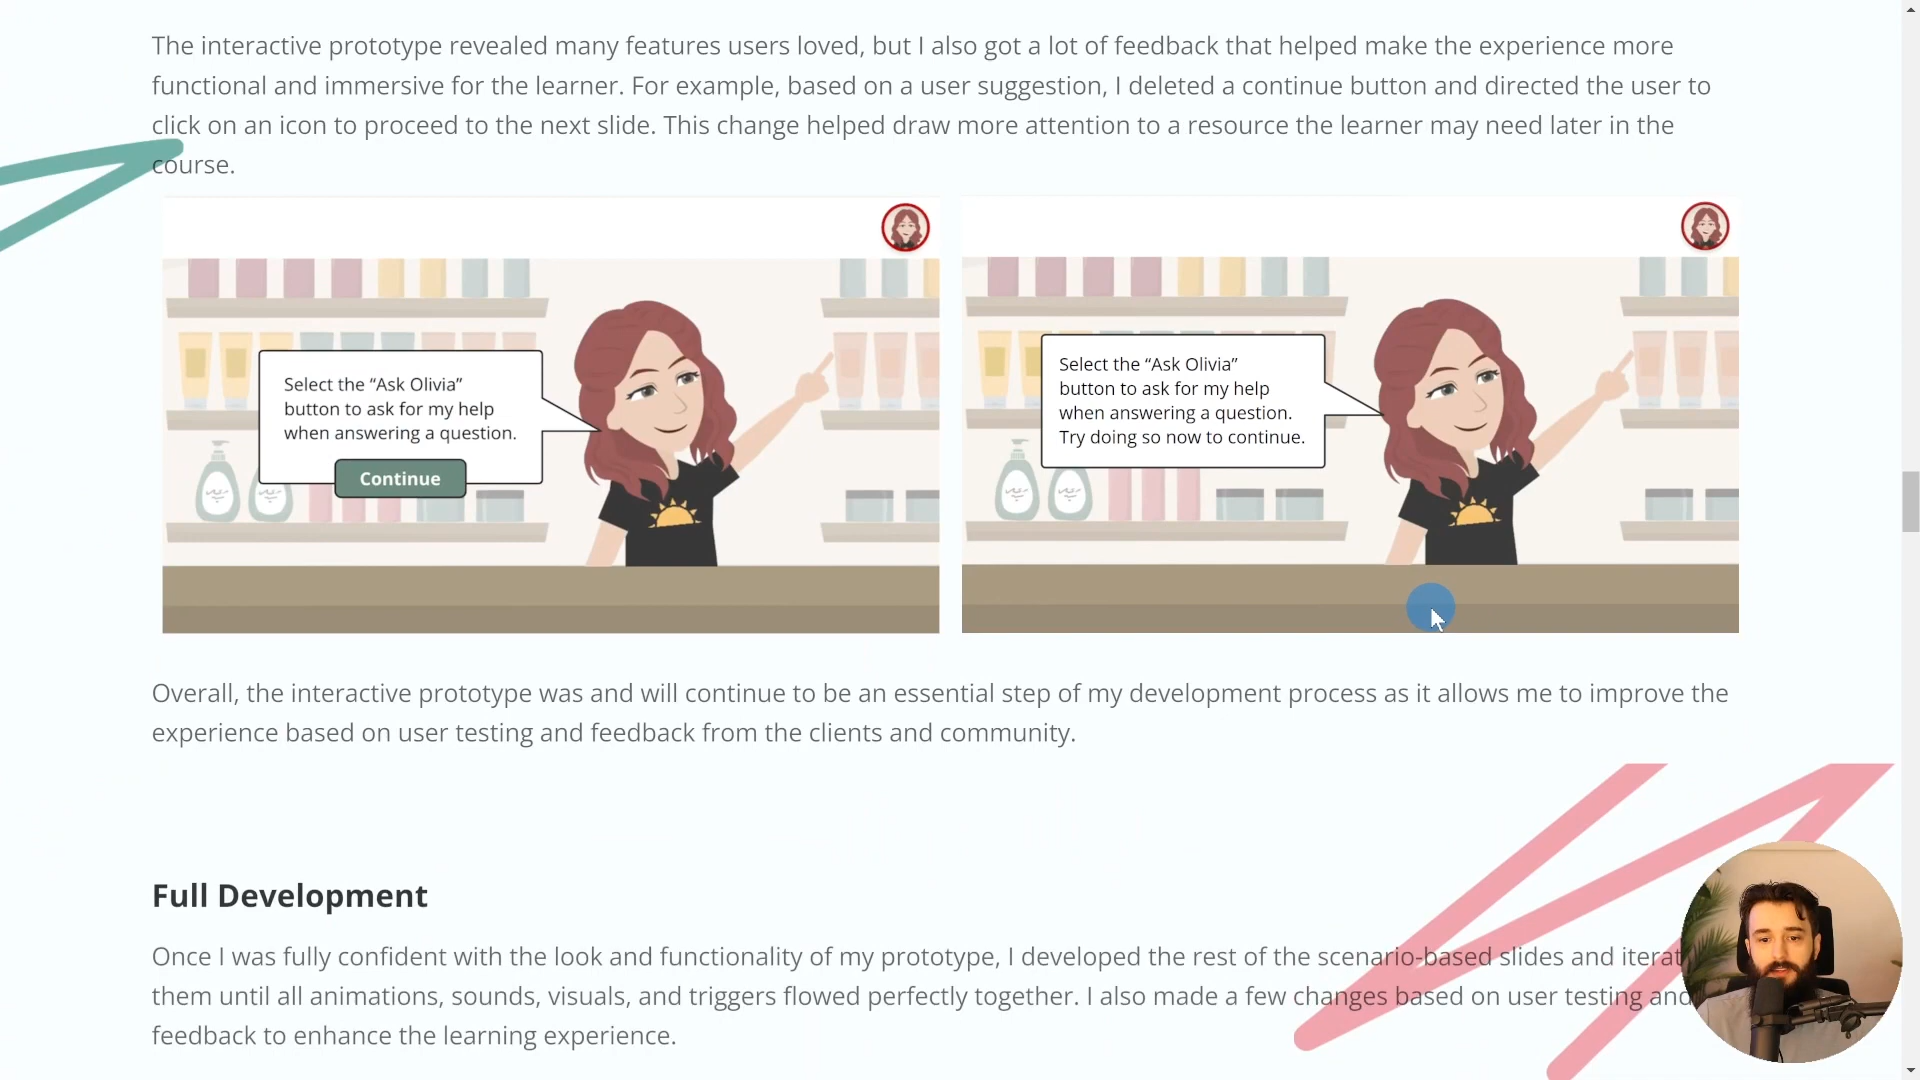 The interactive prototype revealed many features users loved, but I also got a lot of feedback that helped make the experience more
functional and immersive for the learner. For example, based on a user suggestion, I deleted a continue button and directed the user to
click on an icon to proceed to the next slide. This change helped draw more attention to a resource the learner may need later in the
course.
Select the “Ask Olivia”
button to ask for my help
when answering a question.
Continue
Select the “Ask Olivia”
button to ask for my help
when answering a question.
Try doing so now to continue.
Overall, the interactive prototype was and will continue to be an essential step of my development process as it allows me to improve the
experience based on user testing and feedback from the clients and community.
Full Development
Once I was fully confident with the look and functionality of my prototype, I developed the rest of the scenario-based slides and iterat
them until all animations, sounds, visuals, and triggers flowed perfectly together. I also made a few changes based on user testing and
feedback to enhance the learning experience.